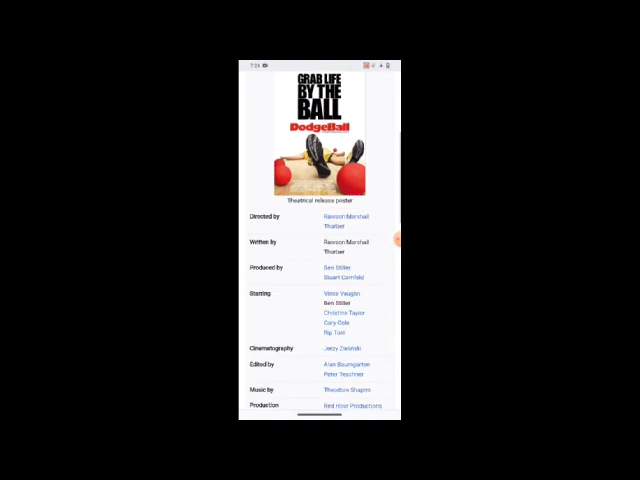 7:24
GRAB LIFE
BY THE
BALL
DodgeBall
Theatrical release poster
Directed by Rawson Marshall
Thurber
Written by Rawson Marshall
Thurber
Produced by Ben Stiller
Stuart Cornfeld
Starring Vince Vaughn
Ben Stiller
Christine Taylor
Gary Cole
Rip Torn
Cinematography Jerzy Zieliński
Edited by Alan Baumgarten
Peter Teschner
Music by Theodore Shapiro
Production Red Hour Productions